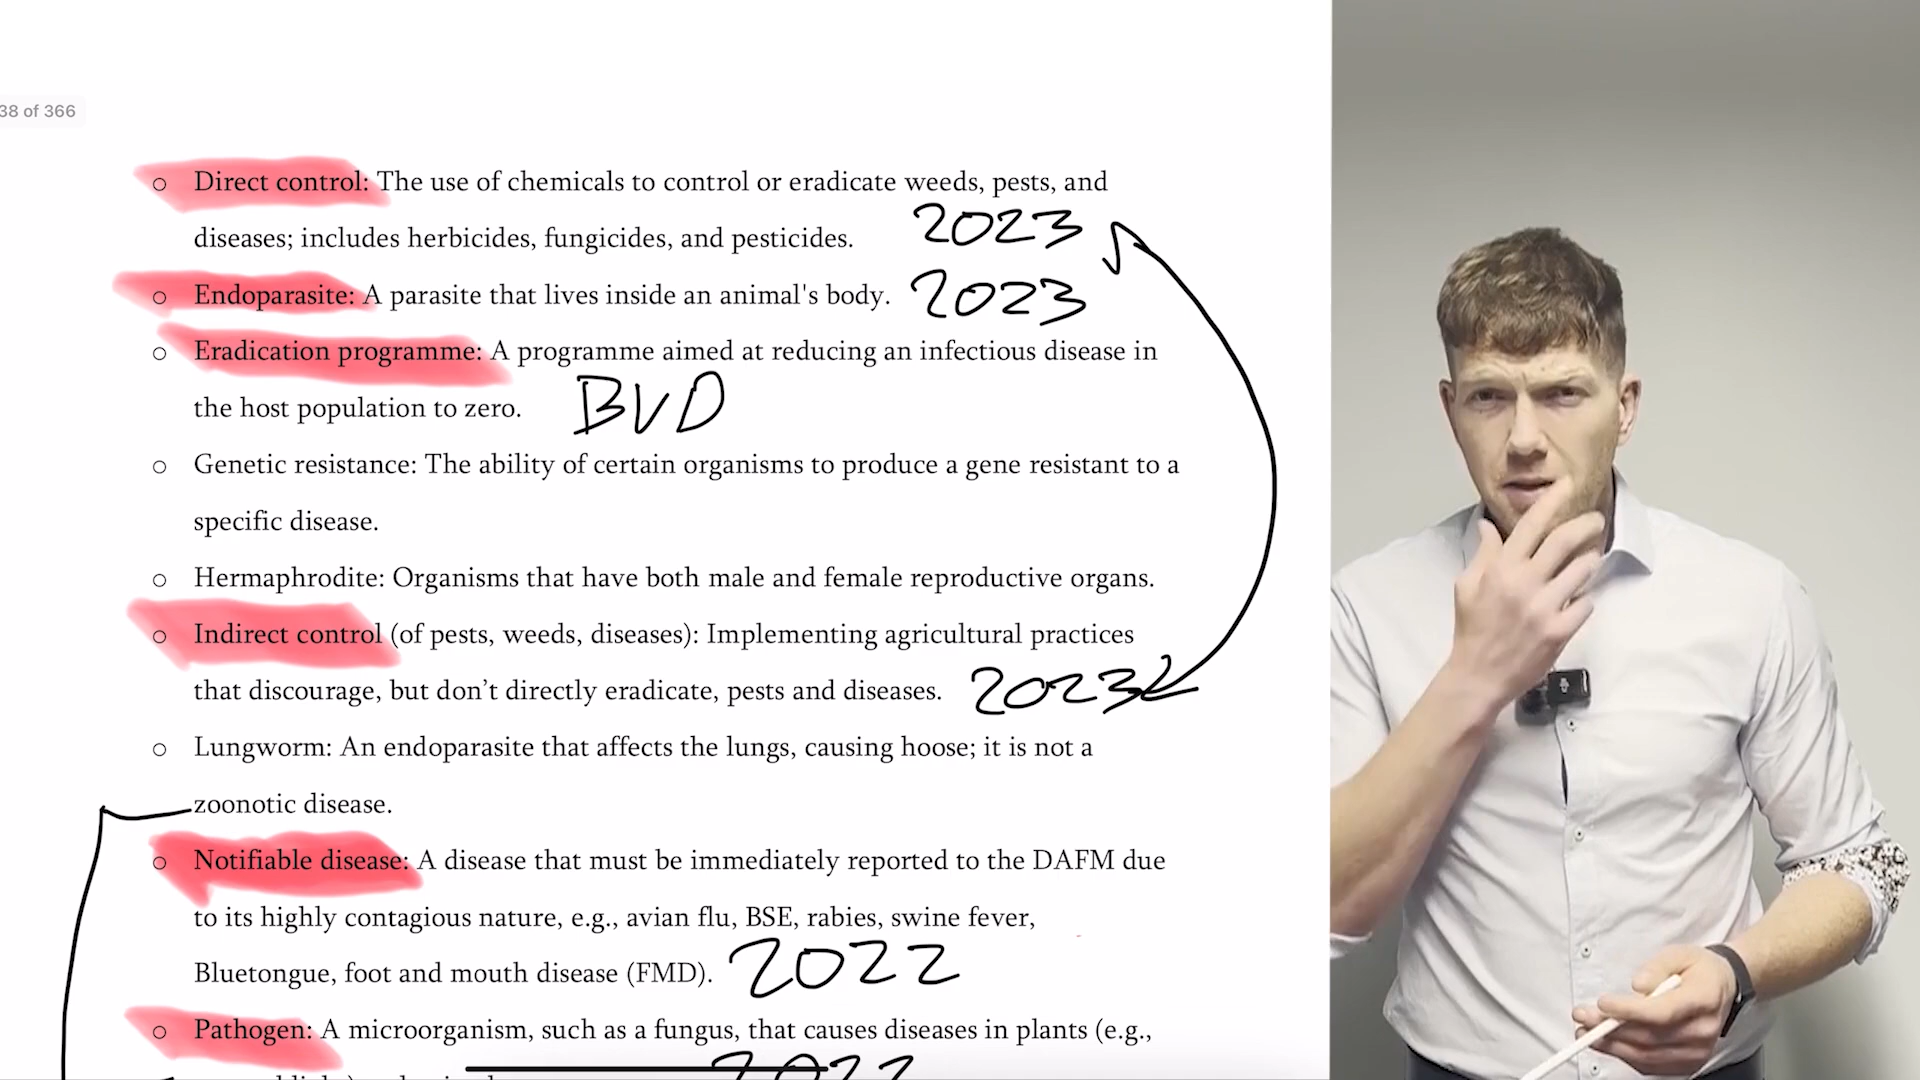 38 of 366
Direct control: The use of chemicals to control or eradicate weeds, pests, and
diseases; includes herbicides, fungicides, and pesticides. 2023
Endoparasite: A parasite that lives inside an animal's body. 2023
Eradication programme: A programme aimed at reducing an infectious disease in
the host population to zero. BVD
Genetic resistance: The ability of certain organisms to produce a gene resistant to a
specific disease.
Hermaphrodite: Organisms that have both male and female reproductive organs.
Indirect control (of pests, weeds, diseases): Implementing agricultural practices
that discourage, but don’t directly eradicate, pests and diseases. 2023
Lungworm: An endoparasite that affects the lungs, causing hoose; it is not a
zoonotic disease.
Notifiable disease: A disease that must be immediately reported to the DAFM due
to its highly contagious nature, e.g., avian flu, BSE, rabies, swine fever,
Bluetongue, foot and mouth disease (FMD). 2022
Pathogen: A microorganism, such as a fungus, that causes diseases in plants (e.g.,